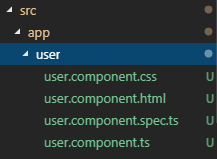 src
app
user
user.component.css U
user.component.html U
user.component.spec.ts U
user.component.ts U